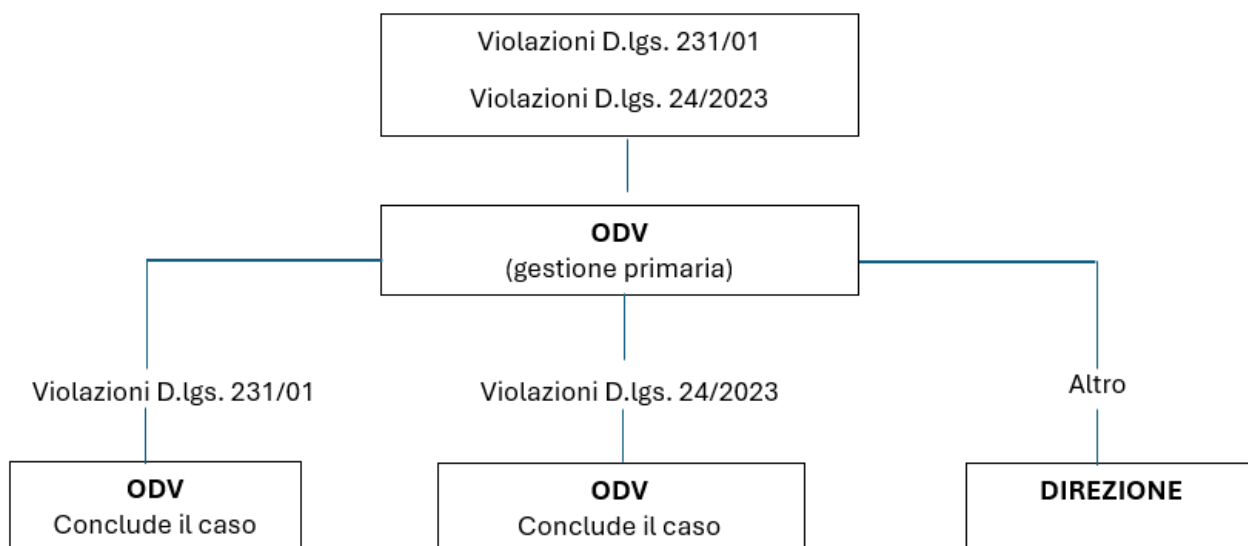 Violazioni D.lgs. 231/01
Violazioni D.lgs. 24/2023
ODV
(gestione primaria)
Violazioni D.lgs. 231/01
Violazioni D.lgs. 24/2023
Altro
ODV
Conclude il caso
ODV
Conclude il caso
DIREZIONE